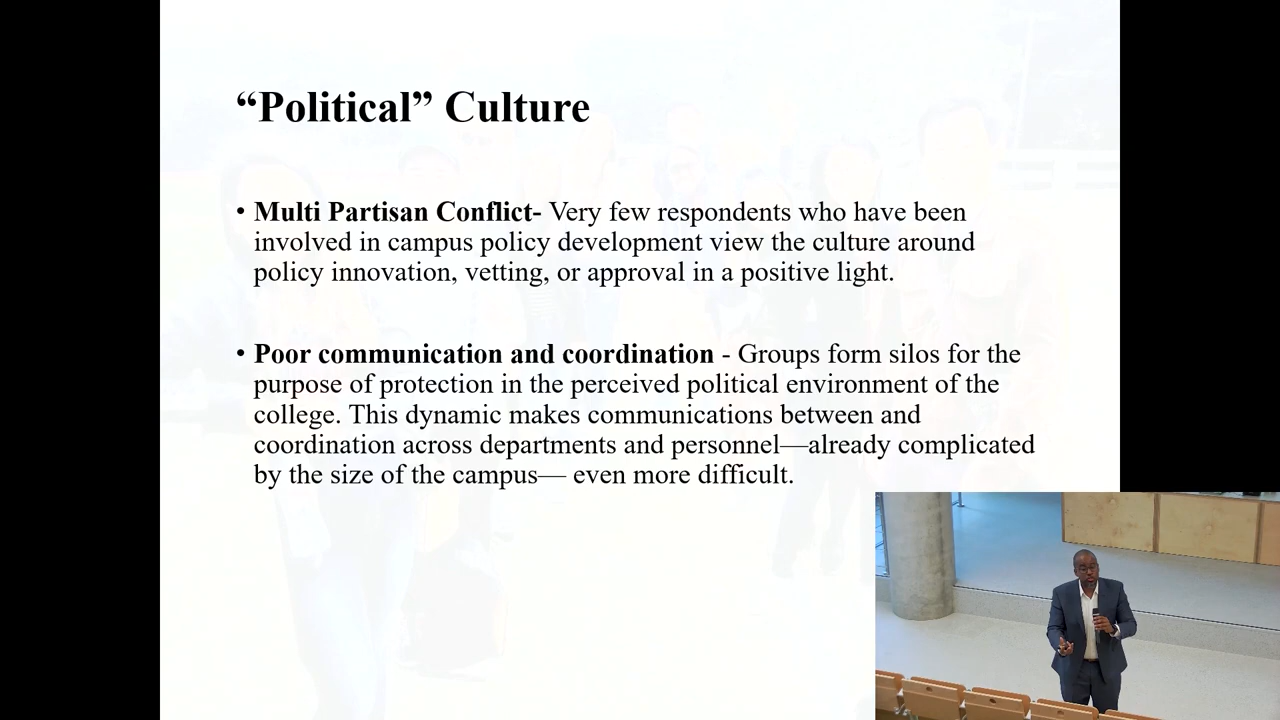 “Political” Culture
• Multi Partisan Conflict- Very few respondents who have been
involved in campus policy development view the culture around
policy innovation, vetting, or approval in a positive light.
• Poor communication and coordination - Groups form silos for the
purpose of protection in the perceived political environment of the
college. This dynamic makes communications between and
coordination across departments and personnel—already complicated
by the size of the campus— even more difficult.